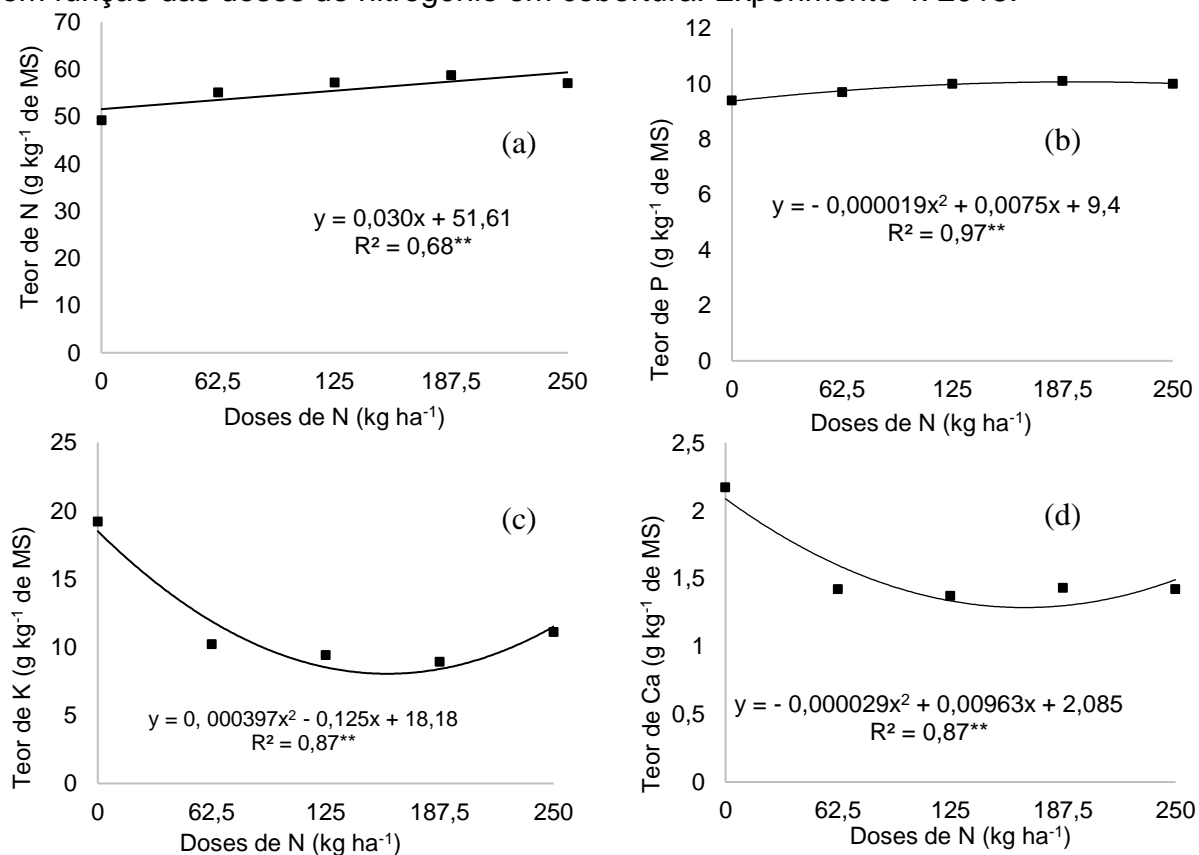 em função das doses de nitrogênio em cobertura. Experimento 4. 2018.
70
60
50
40
30
20
10
0
0 62,5 125 187,5 250
Teor de N (g kg⁻¹ de MS)
Doses de N (kg ha⁻¹)
(a)
y = 0,030x + 51,61
R² = 0,68**
12
10
8
6
4
2
0
0 62,5 125 187,5 250
Teor de P (g kg⁻¹ de MS)
Doses de N (kg ha⁻¹)
(b)
y = - 0,000019x² + 0,0075x + 9,4
R² = 0,97**
25
20
15
10
5
0
0 62,5 125 187,5 250
Teor de K (g kg⁻¹ de MS)
Doses de N (kg ha⁻¹)
(c)
y = 0, 000397x² - 0,125x + 18,18
R² = 0,87**
2,5
2
1,5
1
0,5
0
0 62,5 125 187,5 250
Teor de Ca (g kg⁻¹ de MS)
Doses de N (kg ha⁻¹)
(d)
y = - 0,000029x² + 0,00963x + 2,085
R² = 0,87**